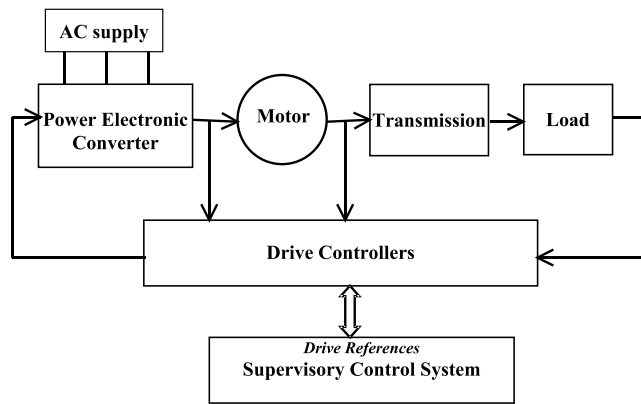 AC supply
Power Electronic
Converter
Motor
Transmission
Load
Drive Controllers
Drive References
Supervisory Control System